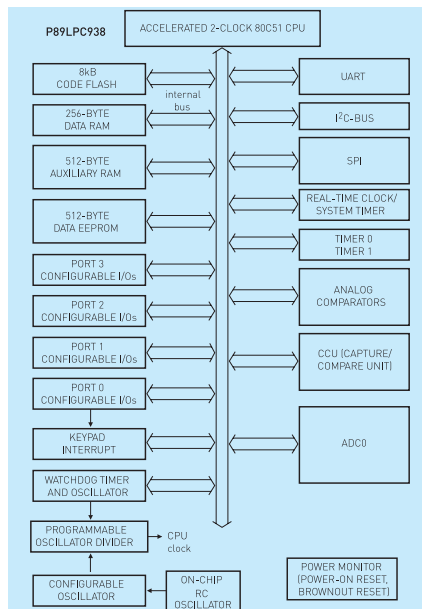 P89LPC938
ACCELERATED 2-CLOCK 80C51 CPU
8kB
CODE FLASH
internal
bus
256-BYTE
DATA RAM
512-BYTE
AUXILIARY RAM
512-BYTE
DATA EEPROM
PORT 3
CONFIGURABLE I/Os
PORT 2
CONFIGURABLE I/Os
PORT 1
CONFIGURABLE I/Os
PORT 0
CONFIGURABLE I/Os
KEYPAD
INTERRUPT
WATCHDOG TIMER
AND OSCILLATOR
PROGRAMMABLE
OSCILLATOR DIVIDER
CPU
clock
CONFIGURABLE
OSCILLATOR
ON-CHIP
RC
OSCILLATOR
UART
I²C-BUS
SPI
REAL-TIME CLOCK/
SYSTEM TIMER
TIMER 0
TIMER 1
ANALOG
COMPARATORS
CCU (CAPTURE/
COMPARE UNIT)
ADC0
POWER MONITOR
(POWER-ON RESET,
BROWNOUT RESET)